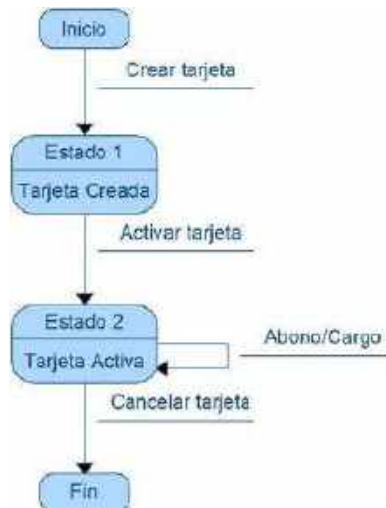 Inicio
Crear tarjeta
Estado 1
Tarjeta Creada
Activar tarjeta
Estado 2
Tarjeta Activa
Abono/Cargo
Cancelar tarjeta
Fin